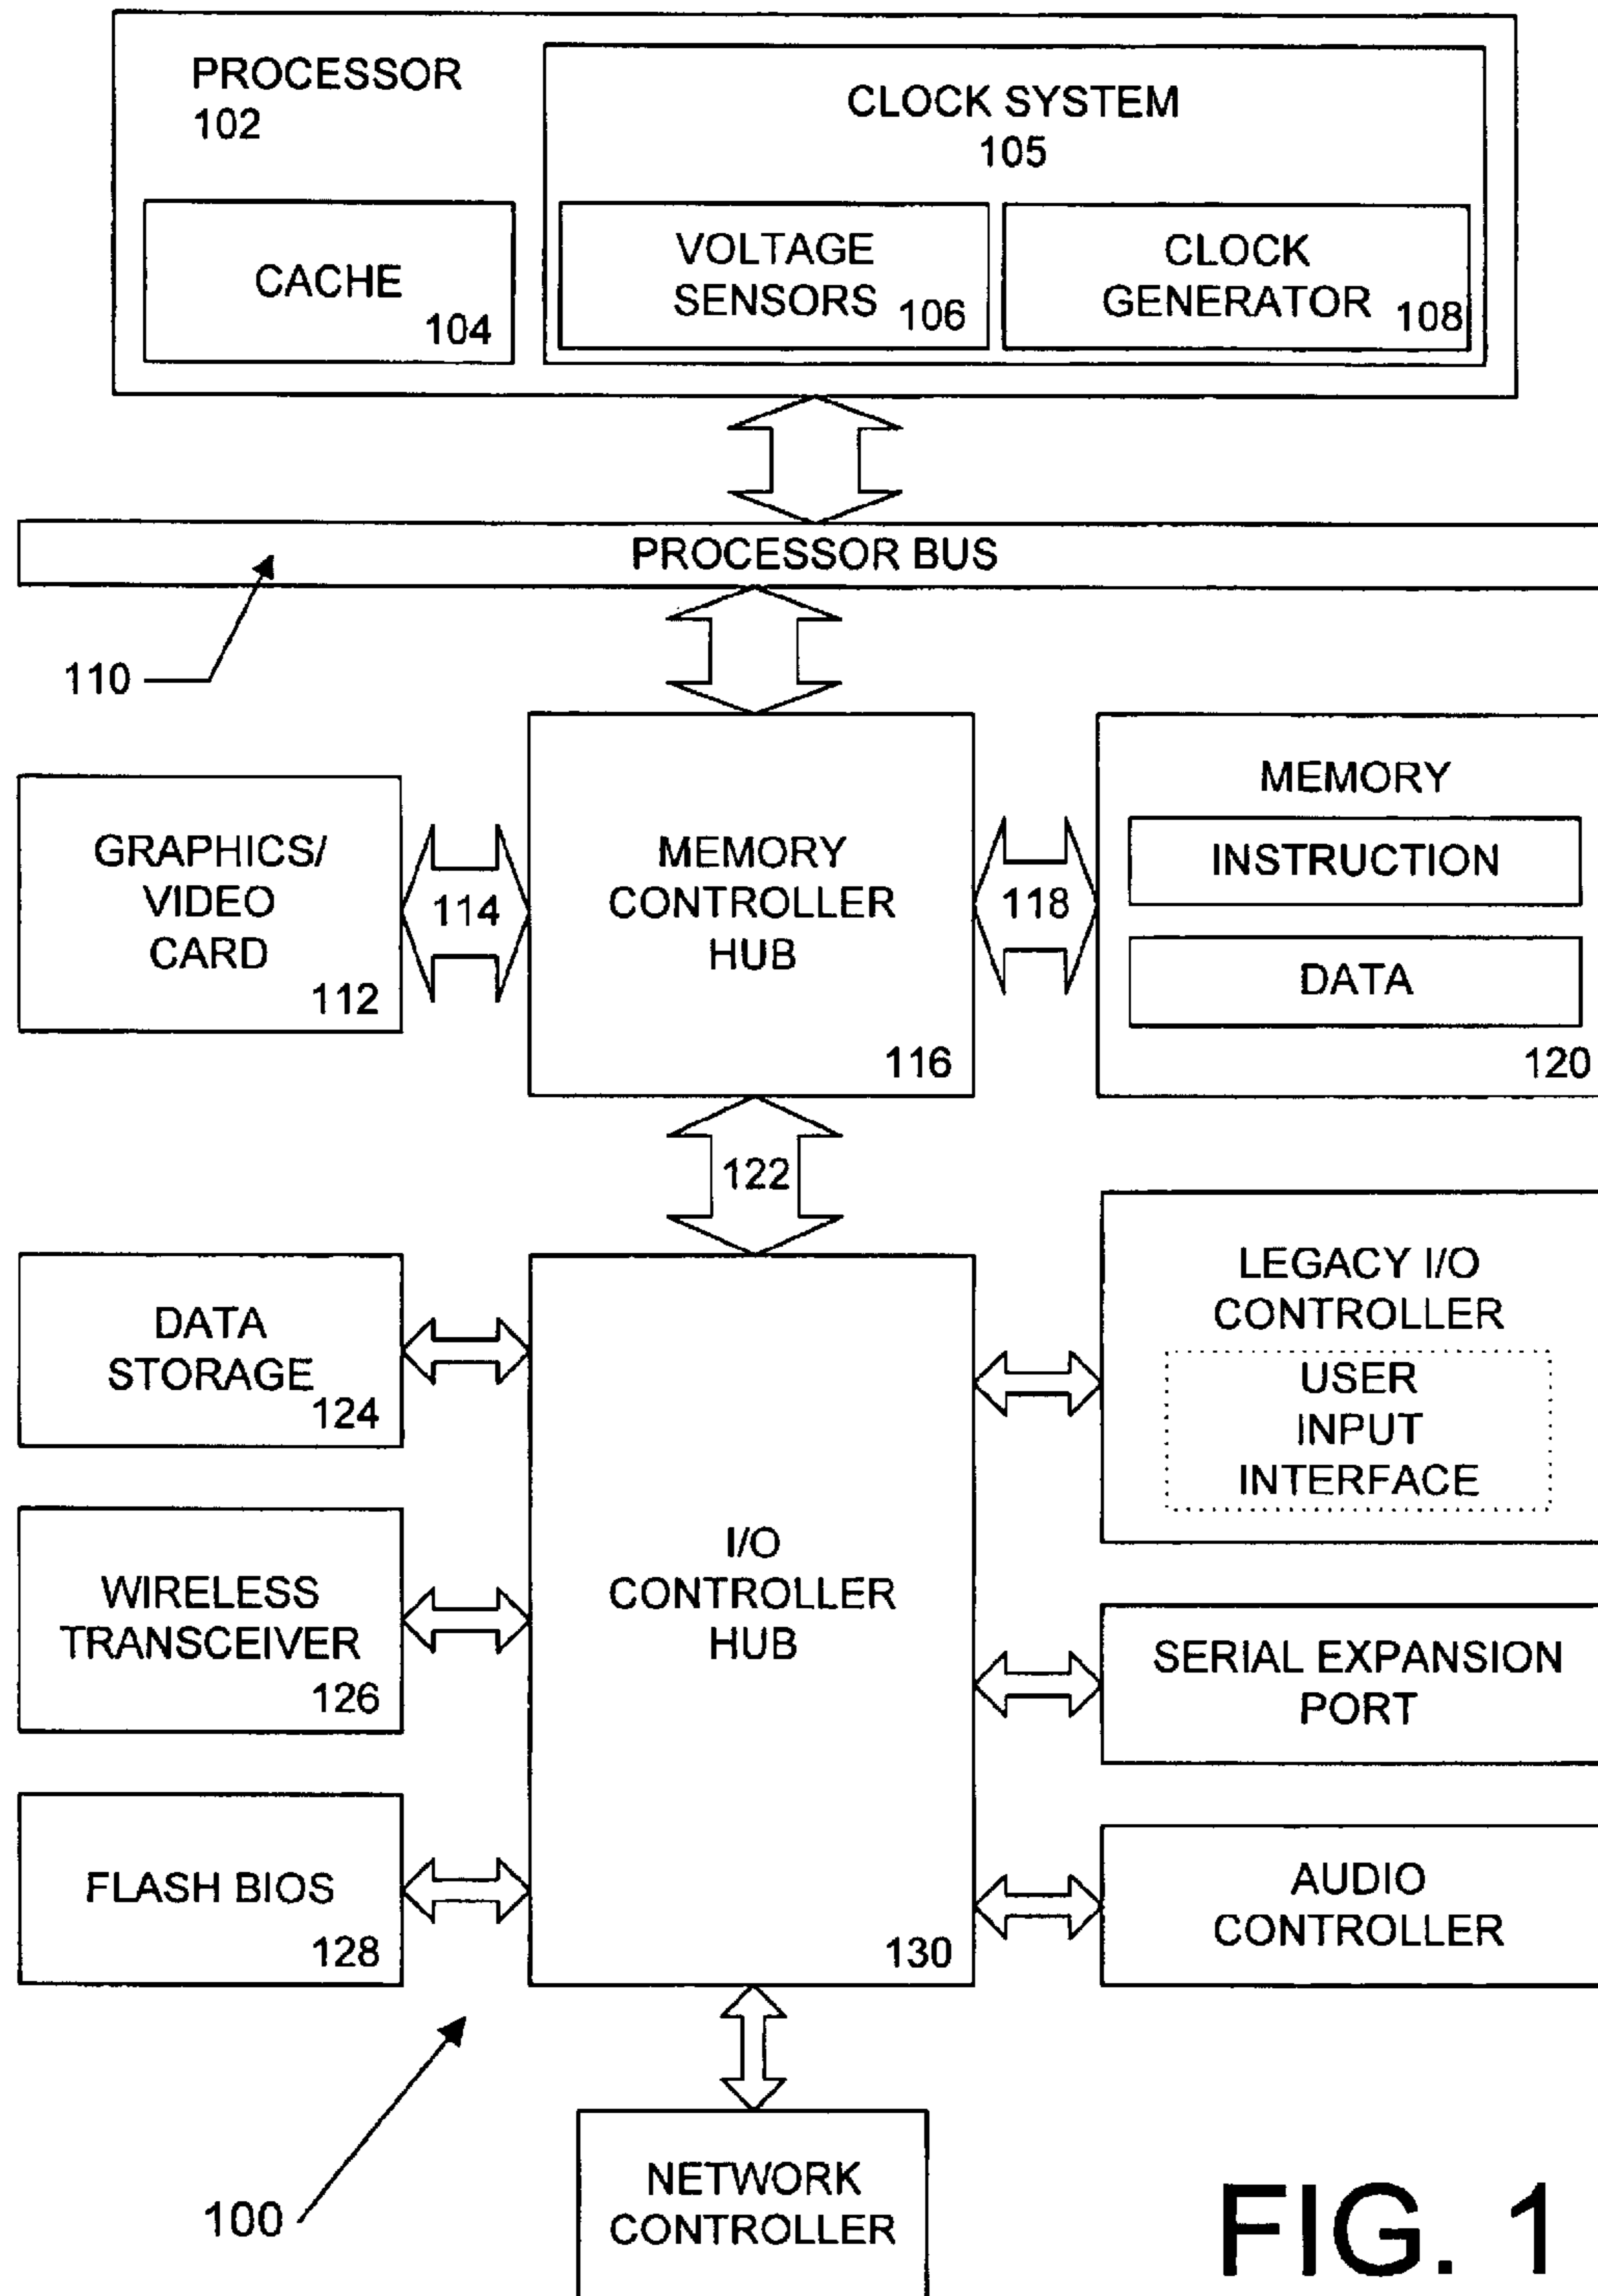 PROCESSOR
102
CLOCK SYSTEM
105
CACHE
104
VOLTAGE
SENSORS 106
CLOCK
GENERATOR 108
PROCESSOR BUS
110
GRAPHICS/
VIDEO
CARD
112
114
MEMORY
CONTROLLER
HUB
116
118
MEMORY
INSTRUCTION
DATA
120
122
DATA
STORAGE
124
WIRELESS
TRANSCEIVER
126
FLASH BIOS
128
I/O
CONTROLLER
HUB
130
LEGACY I/O
CONTROLLER
USER
INPUT
INTERFACE
SERIAL EXPANSION
PORT
AUDIO
CONTROLLER
100
NETWORK
CONTROLLER
FIG. 1